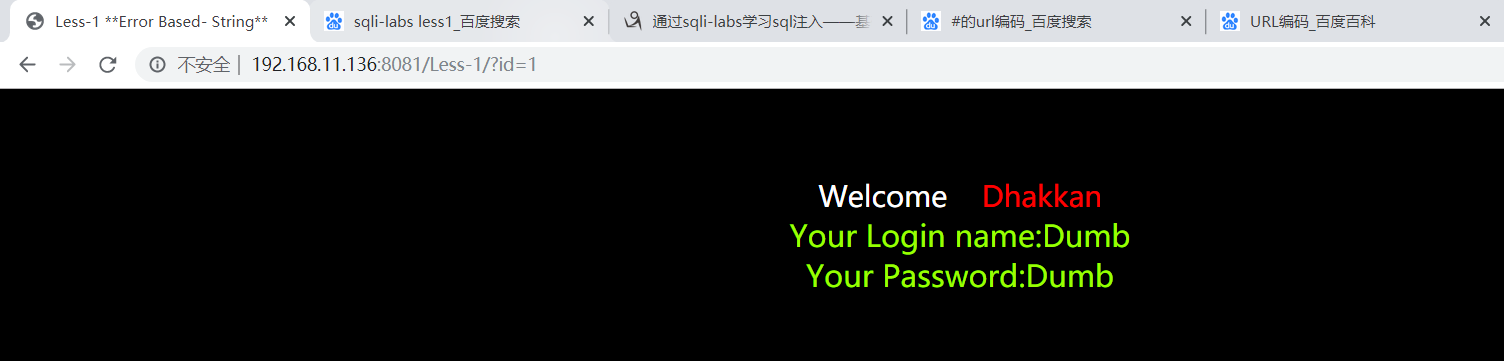 Less-1 **Error Based- String**
sqli-labs less1_百度搜索
通过sqli-labs学习sql注入——基
#的url编码_百度搜索
URL编码_百度百科
不安全 | 192.168.11.136:8081/Less-1/?id=1
Welcome Dhakkan
Your Login name:Dumb
Your Password:Dumb